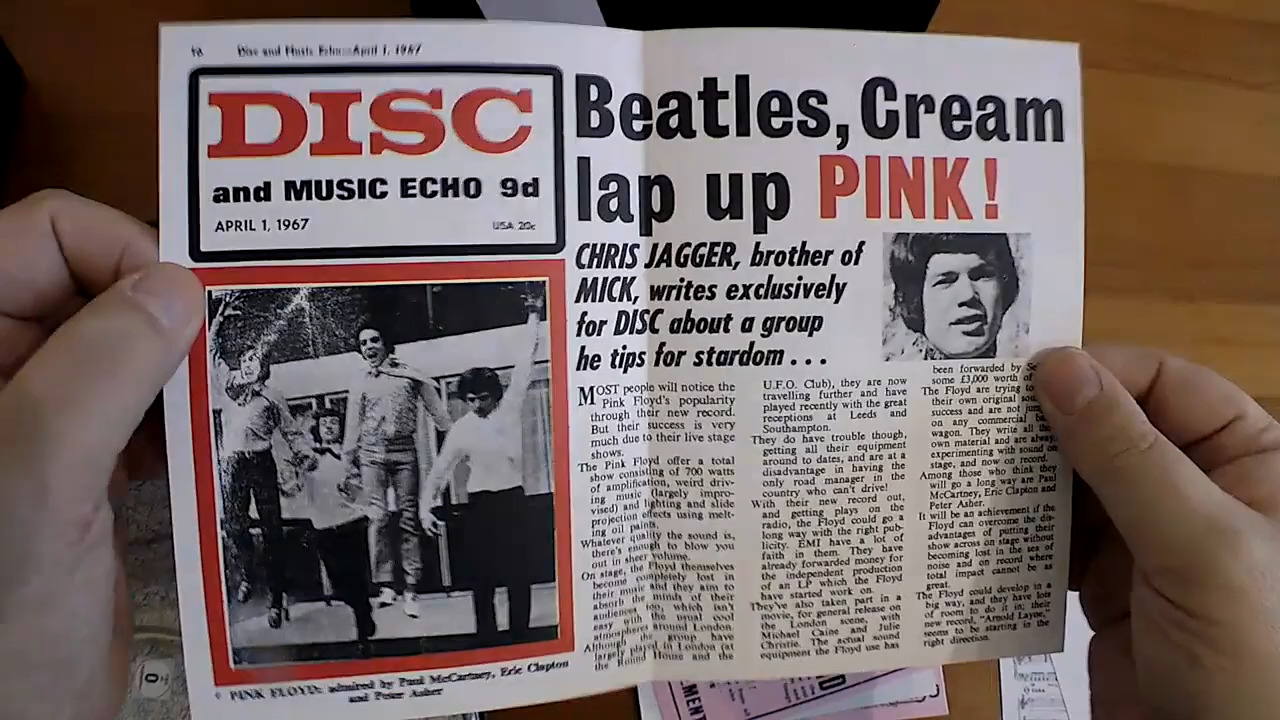 Disc and Music Echo—April 1, 1967
DISC
and MUSIC ECHO 9d
APRIL 1, 1967
USA 20c
Beatles, Cream
lap up PINK!
CHRIS JAGGER, brother of
MICK, writes exclusively
for DISC about a group
he tips for stardom . . .
MOST people will notice the
Pink Floyd's popularity
through their new record.
But their success is very
much due to their live stage
shows.
The Pink Floyd offer a total
show consisting of 700 watts
of amplification, weird driv-
ing music (largely impro-
vised) and lighting and slide
projection effects using melt-
ing oil paints.
Whatever quality the sound is,
there's enough to blow you
out in sheer volume.
On stage, the Floyd themselves
become completely lost in
their music and they aim to
absorb the minds of their
audiences too, which isn't
easy with the usual cool
atmosphere around London.
Although the group have
largely played in London (at
the Round House and the
U.F.O. Club), they are now
travelling further and have
played recently with the great
receptions at Leeds and
Southampton.
They do have trouble though,
getting all their equipment
around to dates, and are at a
disadvantage in having the
only road manager in the
country who can't drive!
With their new record out,
and getting plays on the
radio, the Floyd could go a
long way with the right pub-
licity. EMI have a lot of
faith in them. They have
already forwarded money for
the independent production
of an LP which the Floyd
have started work on.
They've also taken part in a
movie, for general release on
the London scene, with
Michael Caine and Julie
Christie. The actual sound
equipment the Floyd use has
been forwarded by
some £3,000 worth of
The Floyd are trying to
their own original
success and are not
on any commercial
wagon. They write all
own material and are
experimenting with sound on
stage, and now on record.
Among those who think they
will go a long way are Paul
McCartney, Eric Clapton and
Peter Asher.
It will be an achievement if the
Floyd can overcome the dis-
advantages of putting their
show across on stage without
becoming lost in the sea of
noise and on record where
total impact cannot be as
great.
The Floyd could develop in a
big way, and they have lots
of room to do it in; their
new record, "Arnold Layne,"
seems to be starting in the
right direction.
PINK FLOYD: admired by Paul McCartney, Eric Clapton
and Peter Asher